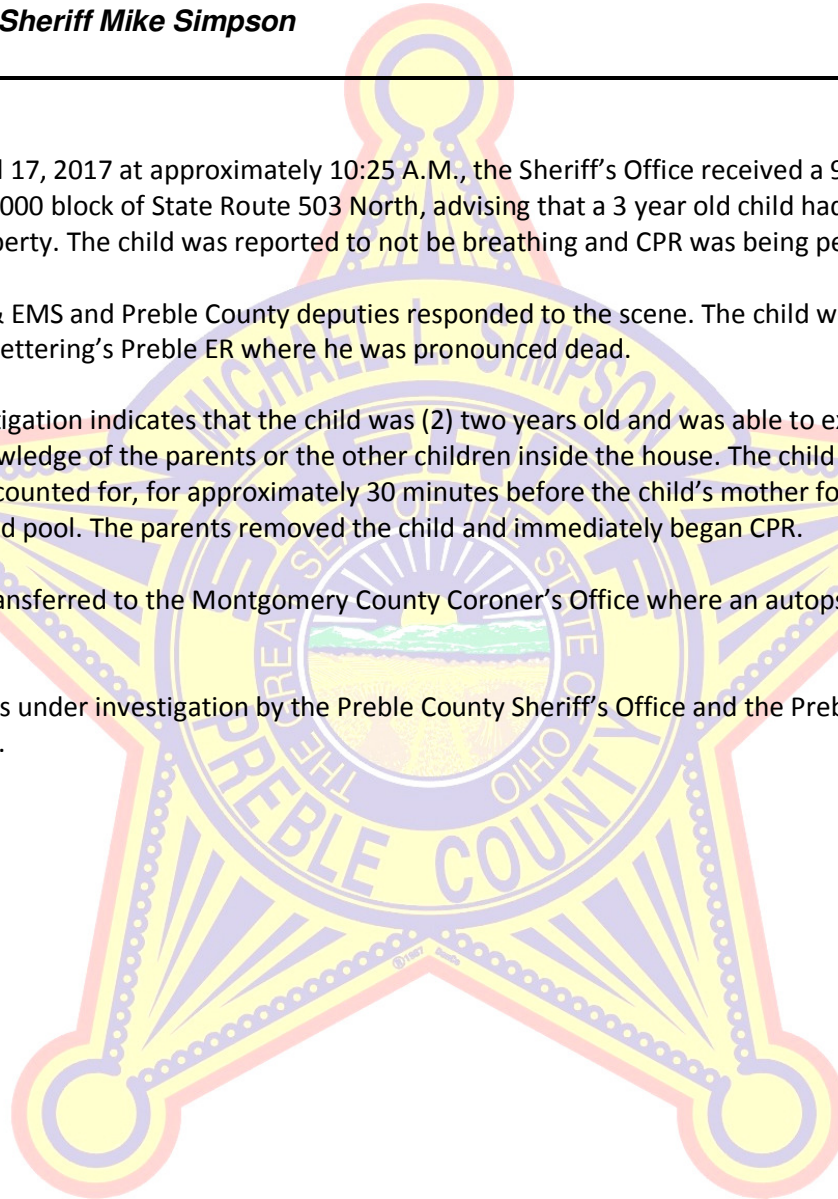 Sheriff Mike Simpson
17, 2017 at approximately 10:25 A.M., the Sheriff's Office received a 9
000 block of State Route 503 North, advising that a 3 year old child had
perty. The child was reported to not be breathing and CPR was being pe
& EMS and Preble County deputies responded to the scene. The child w
ettering's Preble ER where he was pronounced dead.
tigation indicates that the child was (2) two years old and was able to ex
wledge of the parents or the other children inside the house. The child
counted for, for approximately 30 minutes before the child's mother fo
d pool. The parents removed the child and immediately began CPR.
ansferred to the Montgomery County Coroner's Office where an autops
s under investigation by the Preble County Sheriff's Office and the Preb
.
MICHAEL L. SIMPSON
SHERIFF
THE GREAT SEAL OF THE STATE OF OHIO
PREBLE COUNTY
®1987